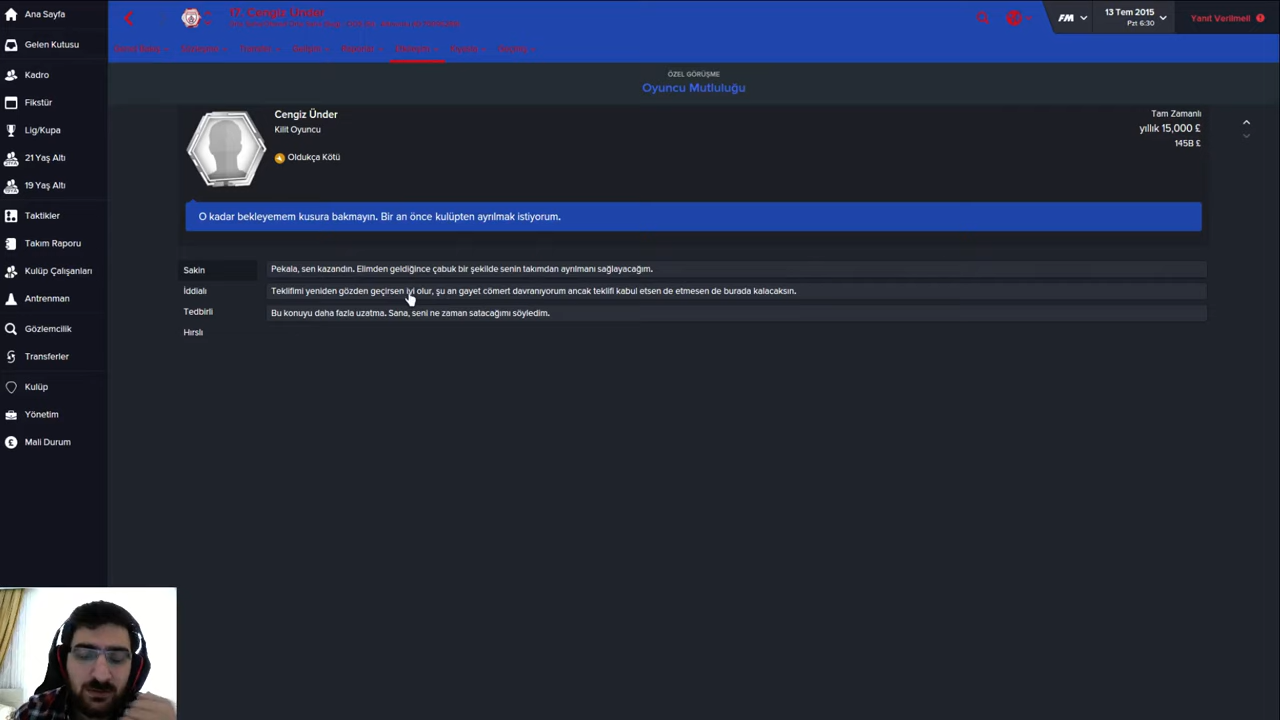 Ana Sayfa
Gelen Kutusu
Kadro
Fikstür
Lig/Kupa
21 Yaş Altı
19 Yaş Altı
Taktikler
Takım Raporu
Kulüp Çalışanları
Antrenman
Gözlemcilik
Transferler
Kulüp
Yönetim
Mali Durum
17. Cengiz Ünder
FM
13 Tem 2015
Pzt 6:30
Yanıt Verilmeli
ÖZEL GÖRÜŞME
Oyuncu Mutluluğu
Cengiz Ünder
Kilit Oyuncu
Oldukça Kötü
Tam Zamanlı
yıllık 15,000 £
145B £
O kadar bekleyemem kusura bakmayın. Bir an önce kulüpten ayrılmak istiyorum.
Sakin
İddialı
Tedbirli
Hırslı
Pekala, sen kazandın. Elimden geldiğince çabuk bir şekilde senin takımdan ayrılmanı sağlayacağım.
Teklifimi yeniden gözden geçirsen iyi olur, şu an gayet cömert davranıyorum ancak teklifi kabul etsen de etmesen de burada kalacaksın.
Bu konuyu daha fazla uzatma. Sana, seni ne zaman satacağımı söyledim.